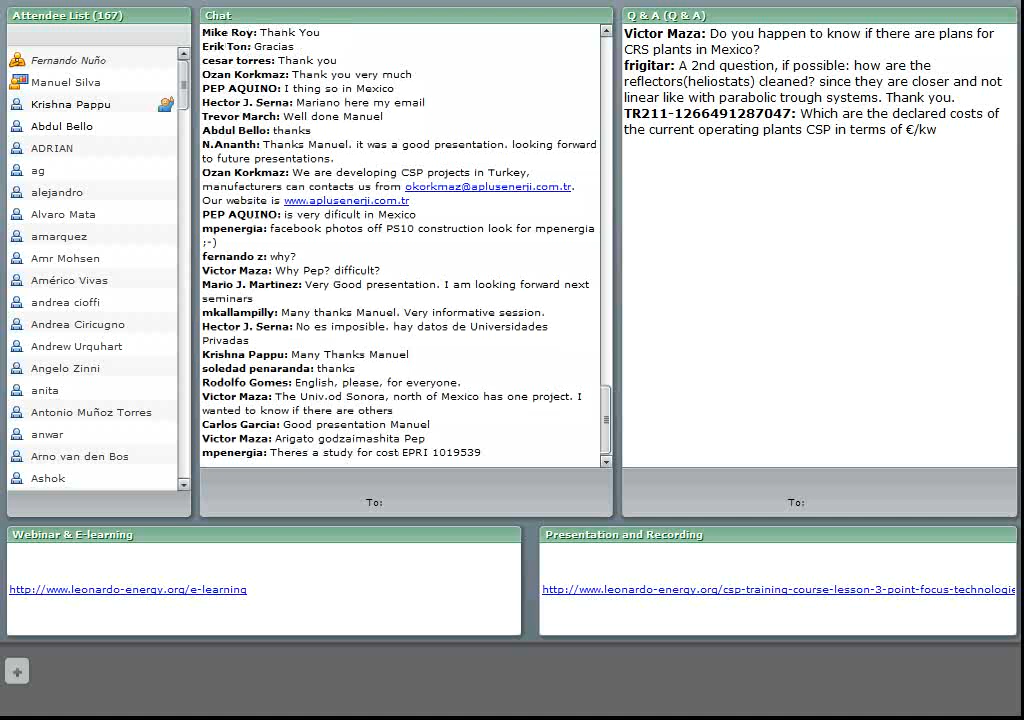 Attendee List (167)
Fernando Nuño
Manuel Silva
Krishna Pappu
Abdul Bello
ADRIAN
ag
alejandro
Alvaro Mata
amarquez
Amr Mohsen
Américo Vivas
andrea cioffi
Andrea Ciricugno
Andrew Urquhart
Angelo Zinni
anita
Antonio Muñoz Torres
anwar
Arno van den Bos
Ashok
Chat
Mike Roy: Thank You
Erik Ton: Gracias
cesar torres: Thank you
Ozan Korkmaz: Thank you very much
PEP AQUINO: I thing so in Mexico
Hector J. Serna: Mariano here my email
Trevor March: Well done Manuel
Abdul Bello: thanks
N.Ananth: Thanks Manuel. it was a good presentation. looking forward
to future presentations.
Ozan Korkmaz: We are developing CSP projects in Turkey,
manufacturers can contacts us from okorkmaz@aplusenerji.com.tr.
Our website is www.aplusenerji.com.tr
PEP AQUINO: is very dificult in Mexico
mpenergia: facebook photos off PS10 construction look for mpenergia
;-)
fernando z: why?
Victor Maza: Why Pep? difficult?
Mario J. Martinez: Very Good presentation. I am looking forward next
seminars
mkallampilly: Many thanks Manuel. Very informative session.
Hector J. Serna: No es imposible. hay datos de Universidades
Privadas
Krishna Pappu: Many Thanks Manuel
soledad penaranda: thanks
Rodolfo Gomes: English, please, for everyone.
Victor Maza: The Univ.od Sonora, north of Mexico has one project. I
wanted to know if there are others
Carlos Garcia: Good presentation Manuel
Victor Maza: Arigato godzaimashita Pep
mpenergia: Theres a study for cost EPRI 1019539
To:
Q & A (Q & A)
Victor Maza: Do you happen to know if there are plans for
CRS plants in Mexico?
frigitar: A 2nd question, if possible: how are the
reflectors(heliostats) cleaned? since they are closer and not
linear like with parabolic trough systems. Thank you.
TR211-1266491287047: Which are the declared costs of
the current operating plants CSP in terms of €/kw
To:
Webinar & E-learning
http://www.leonardo-energy.org/e-learning
Presentation and Recording
http://www.leonardo-energy.org/csp-training-course-lesson-3-point-focus-technologie